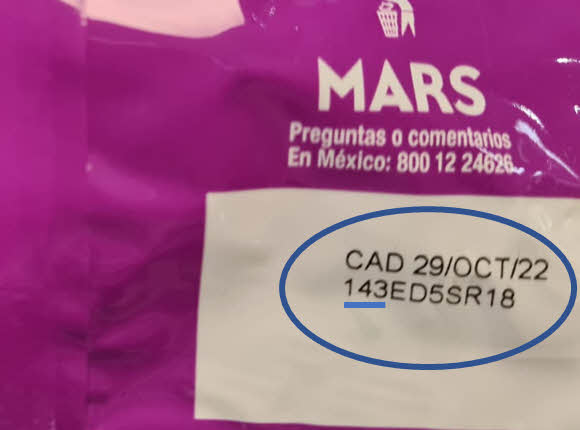 MARS
Preguntas o comentarios
En México: 800 12 24626
CAD 29/OCT/22
143ED5SR18